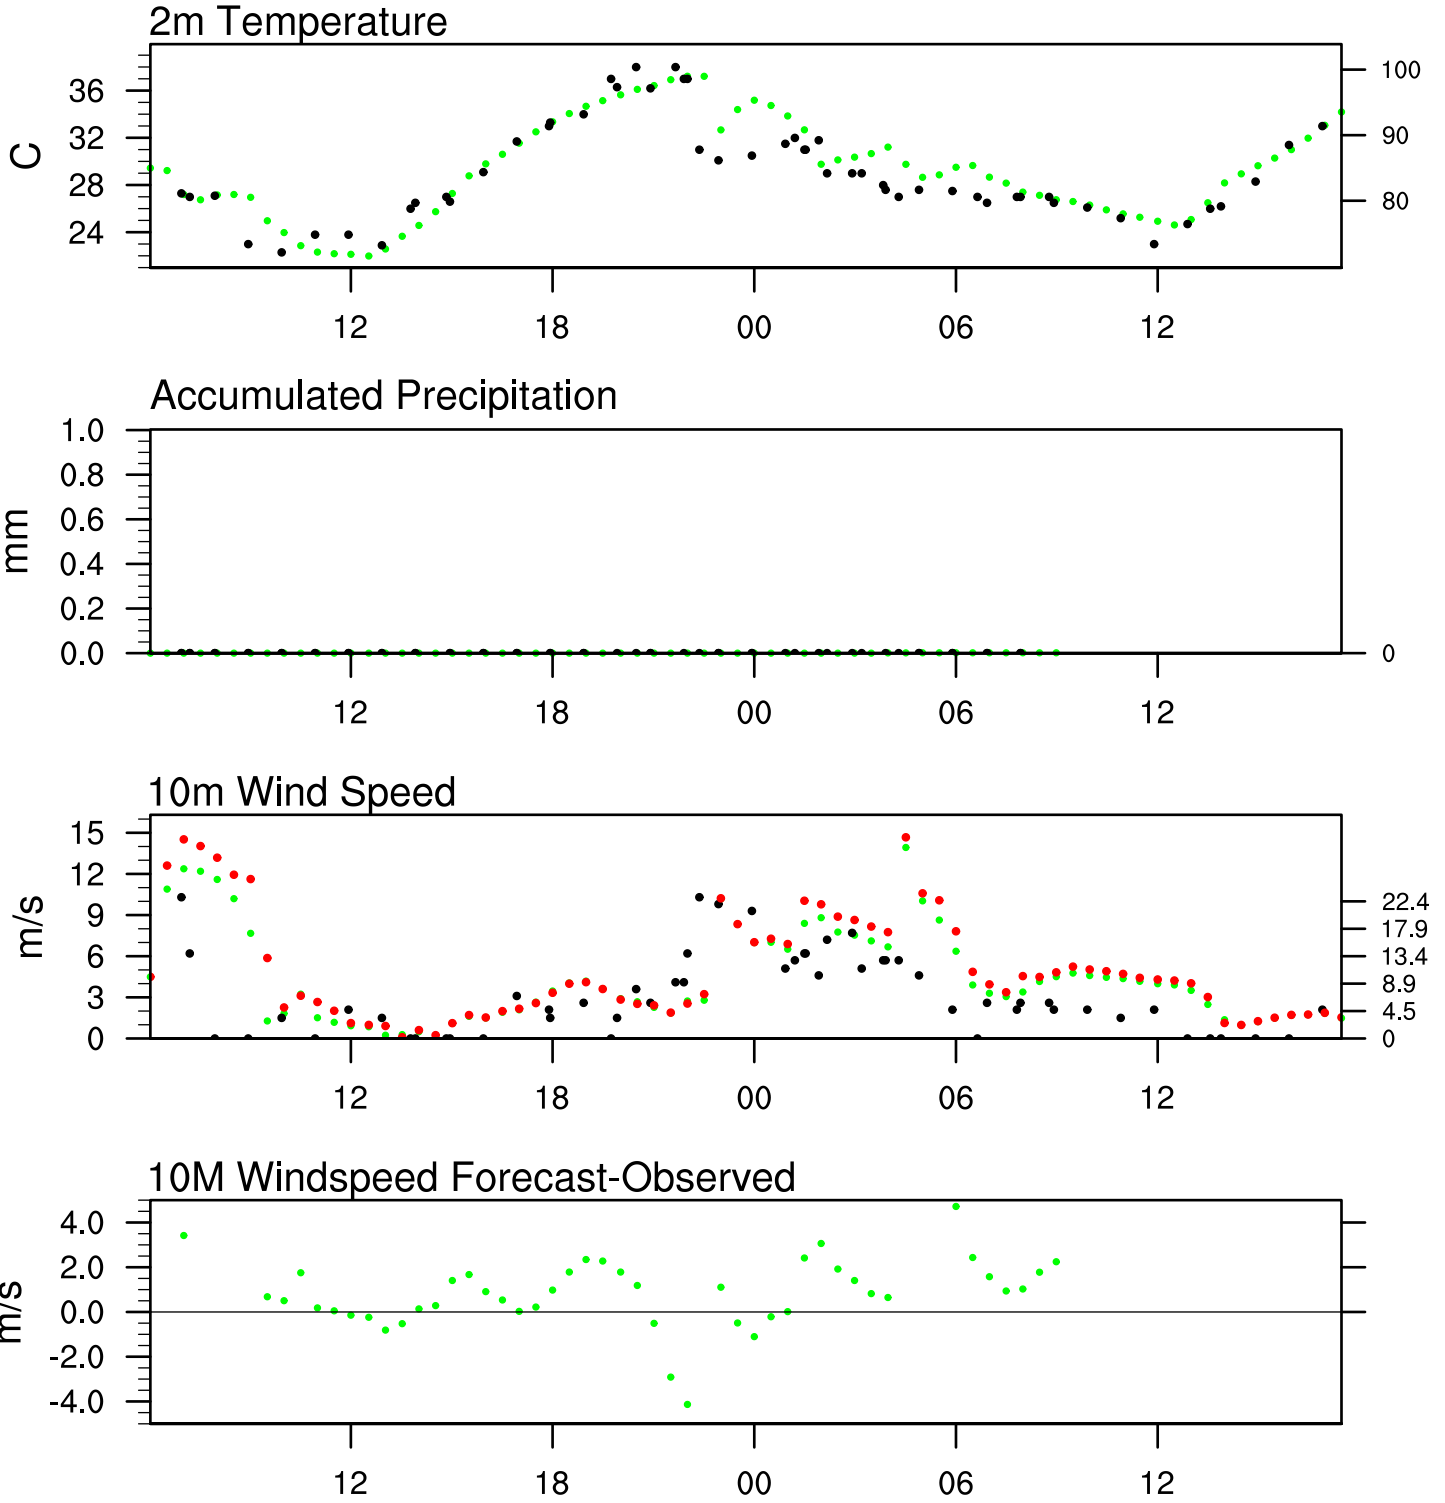 2m Temperature
C
36
32
28
24
100
90
80
12 18 00 06 12
Accumulated Precipitation
mm
1.0
0.8
0.6
0.4
0.2
0.0
0
12 18 00 06 12
10m Wind Speed
m/s
15
12
9
6
3
0
22.4
17.9
13.4
8.9
4.5
0
12 18 00 06 12
10M Windspeed Forecast-Observed
m/s
4.0
2.0
0.0
-2.0
-4.0
12 18 00 06 12